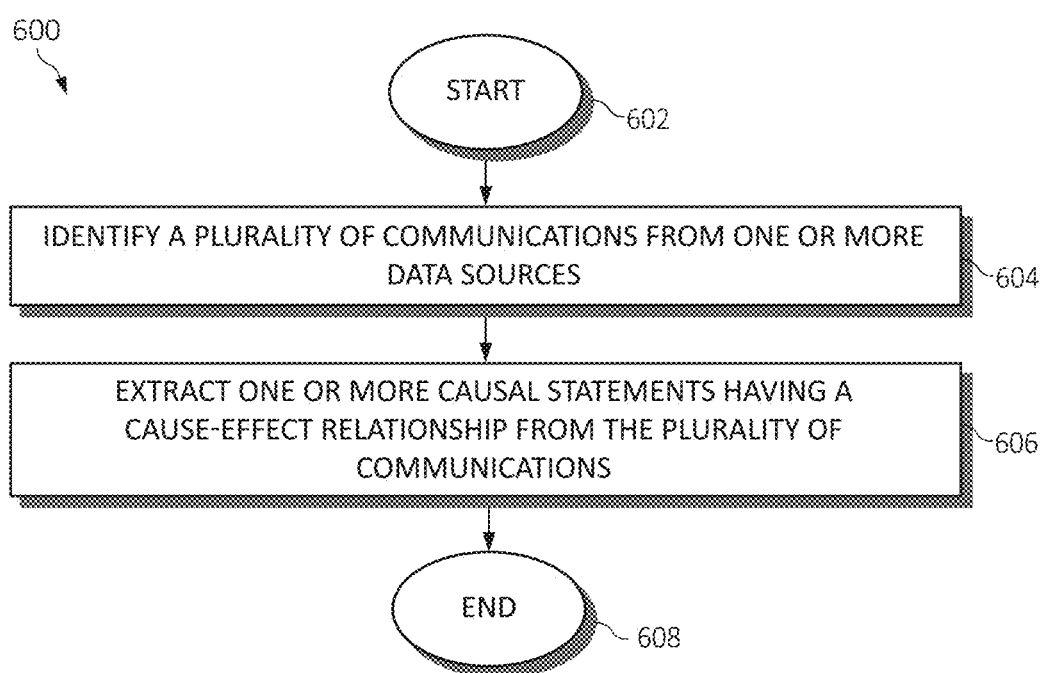 600
START
602
IDENTIFY A PLURALITY OF COMMUNICATIONS FROM ONE OR MORE
DATA SOURCES
604
EXTRACT ONE OR MORE CAUSAL STATEMENTS HAVING A
CAUSE-EFFECT RELATIONSHIP FROM THE PLURALITY OF
COMMUNICATIONS
606
END
608